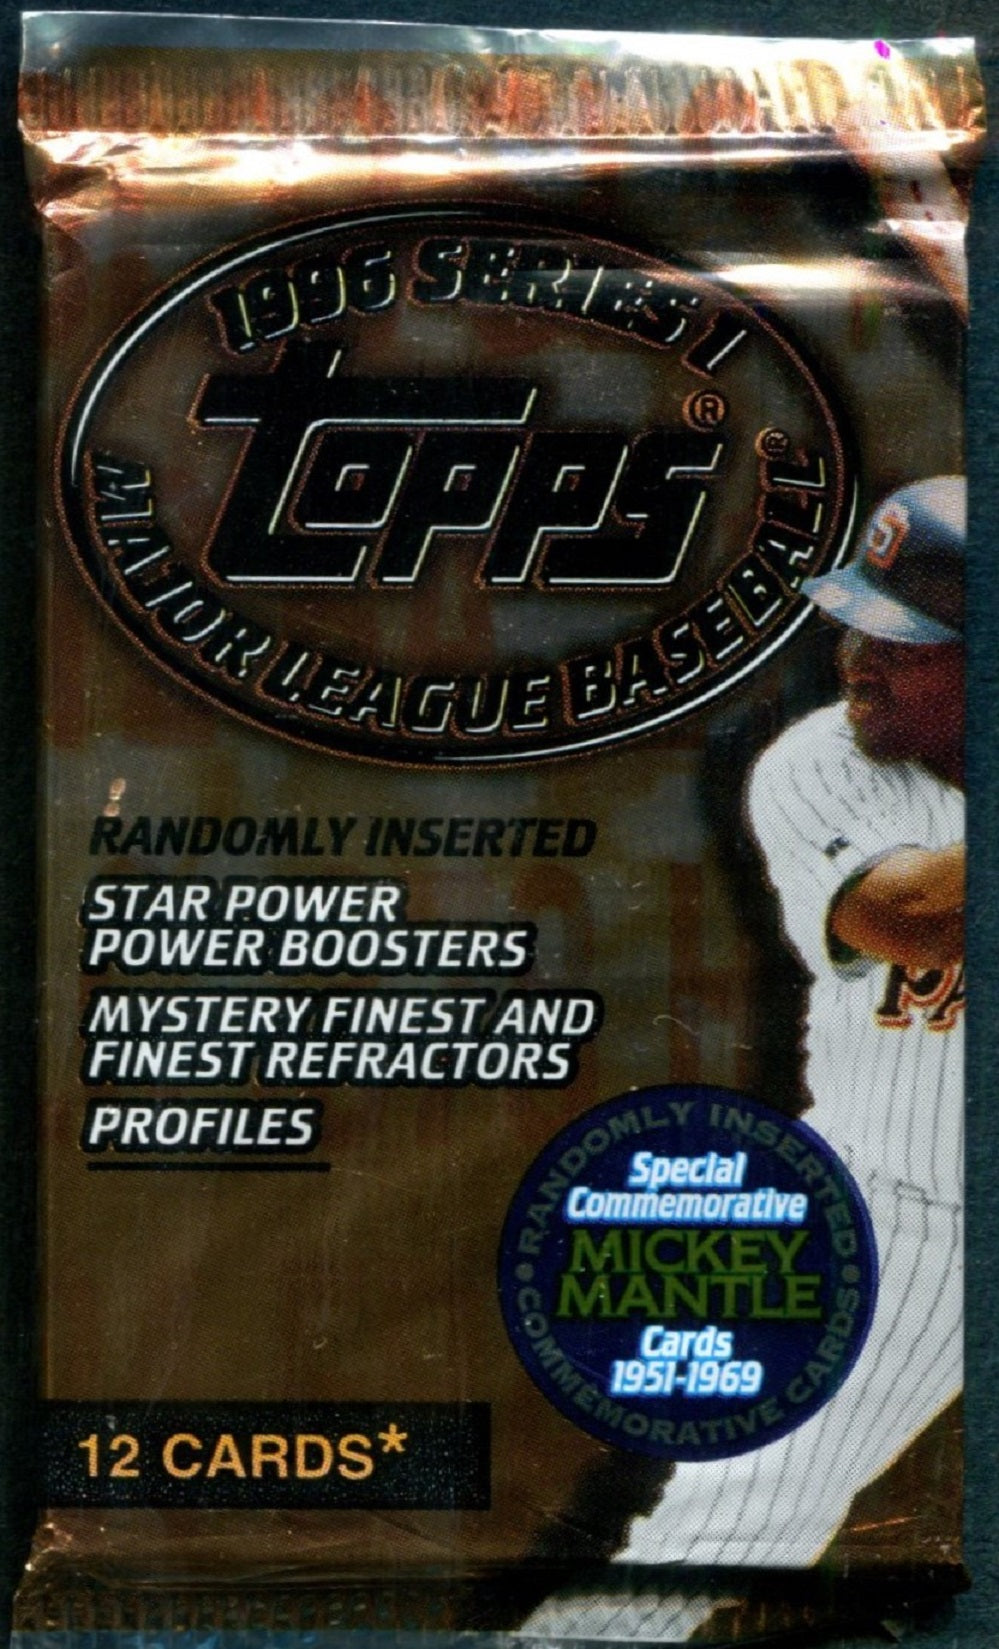 1996 SERIES 1
topps®
MAJOR LEAGUE BASEBALL®
S
D
RANDOMLY INSERTED
STAR POWER
POWER BOOSTERS
MYSTERY FINEST AND
FINEST REFRACTORS
PROFILES
PA
• RANDOMLY INSERTED •
Special
Commemorative
MICKEY
MANTLE
Cards
1951-1969
COMMEMORATIVE CARDS
12 CARDS*